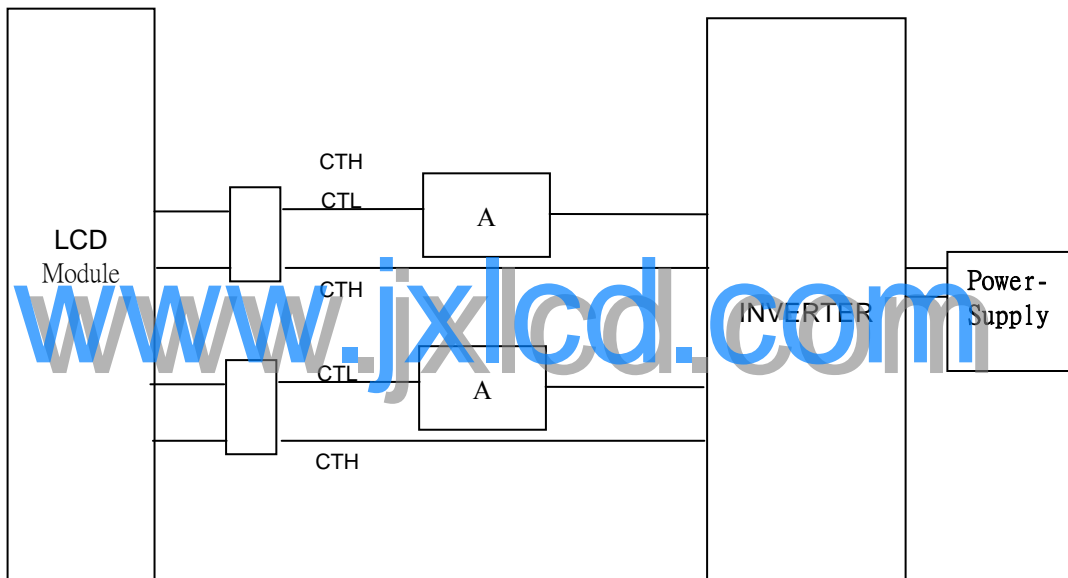 CTH
CTL
A
LCD
Module
CTH
www.jxlcd.com
INVERTER
Power-
Supply
CTL
A
CTH